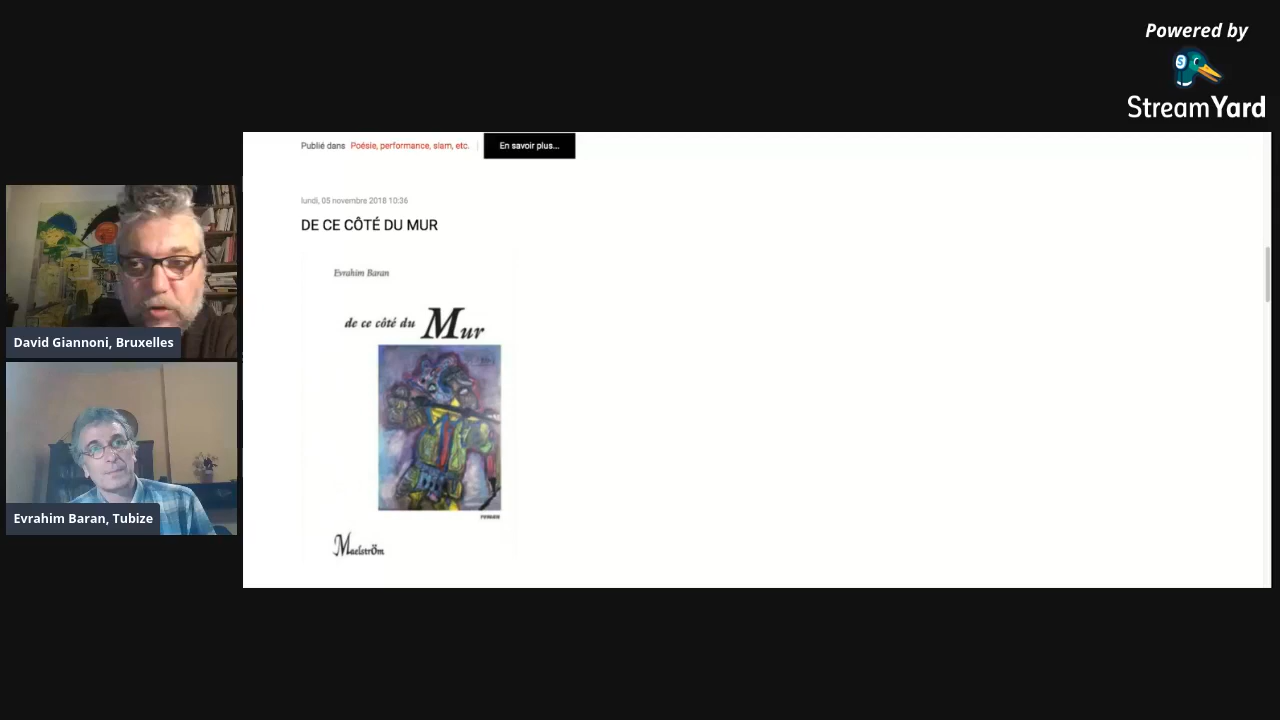 Powered by
StreamYard
Publié dans Poésie, performance, slam, etc. En savoir plus...
lundi, 05 novembre 2018 10:36
DE CE CÔTÉ DU MUR
Evrahim Baran
de ce côté du Mur
roman
Maelström
David Giannoni, Bruxelles
Evrahim Baran, Tubize